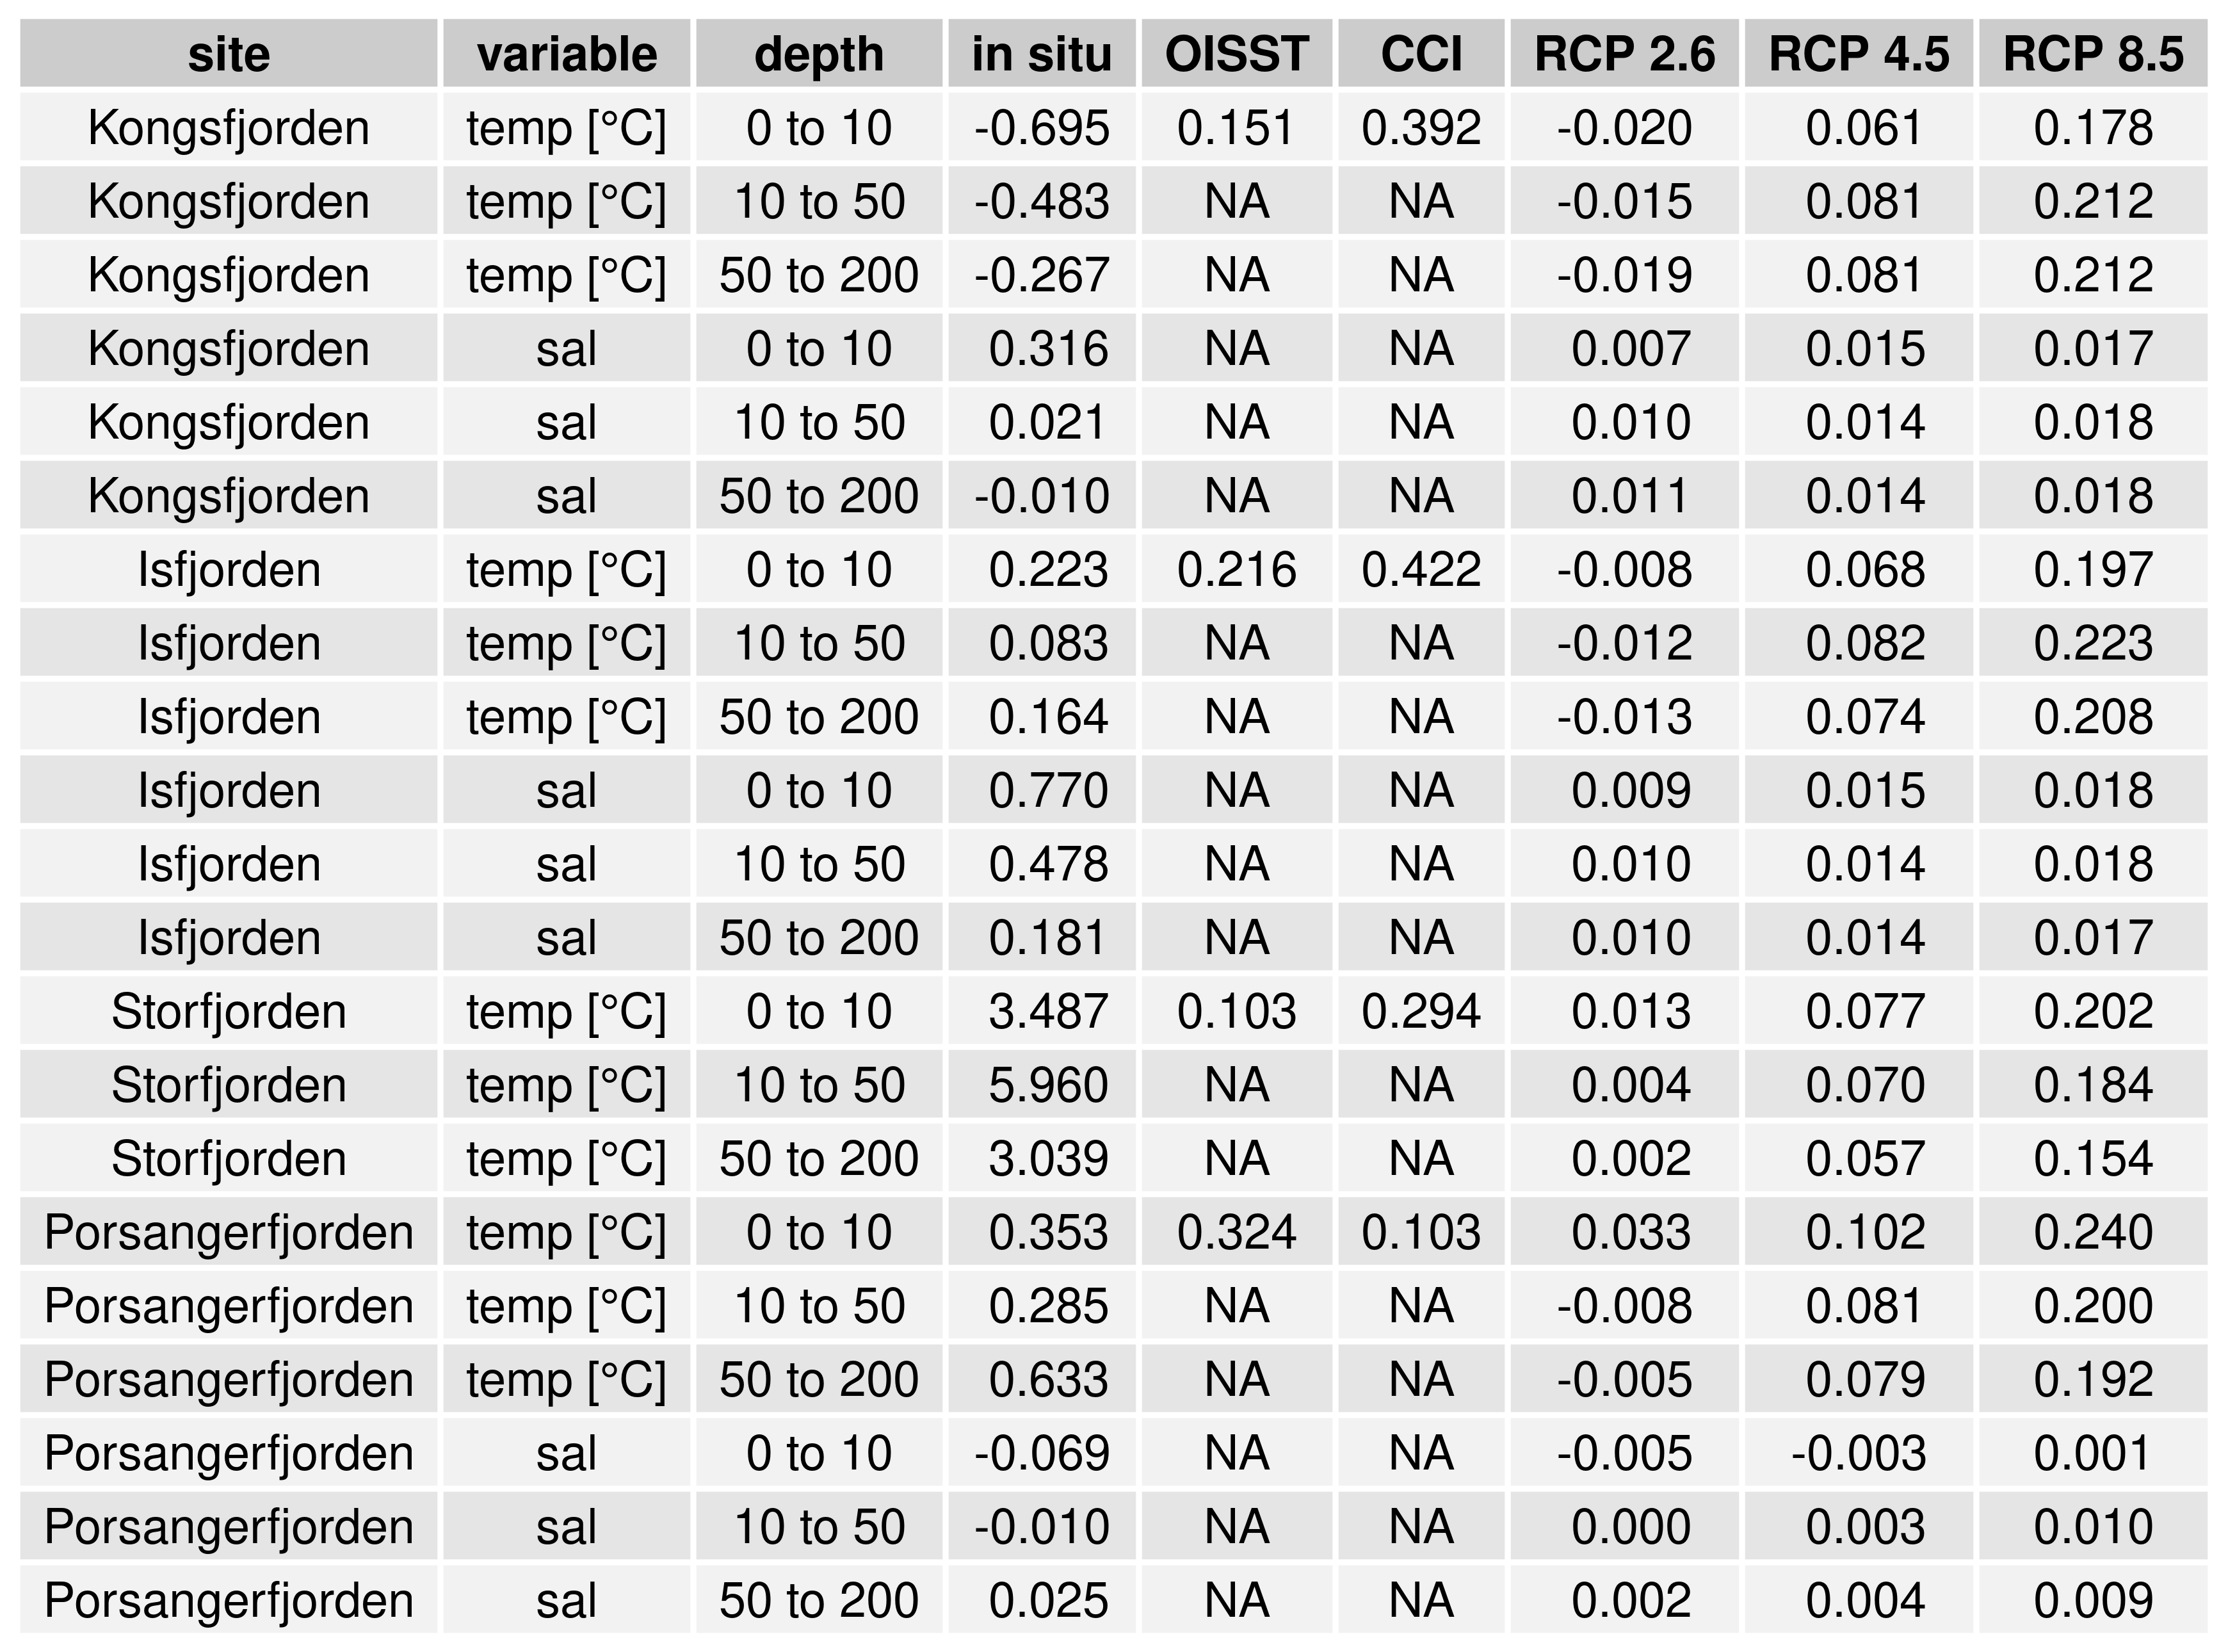 site variable depth in situ OISST CCI RCP 2.6 RCP 4.5 RCP 8.5
Kongsfjorden temp [°C] 0 to 10 -0.695 0.151 0.392 -0.020 0.061 0.178
Kongsfjorden temp [°C] 10 to 50 -0.483 NA NA -0.015 0.081 0.212
Kongsfjorden temp [°C] 50 to 200 -0.267 NA NA -0.019 0.081 0.212
Kongsfjorden sal 0 to 10 0.316 NA NA 0.007 0.015 0.017
Kongsfjorden sal 10 to 50 0.021 NA NA 0.010 0.014 0.018
Kongsfjorden sal 50 to 200 -0.010 NA NA 0.011 0.014 0.018
Isfjorden temp [°C] 0 to 10 0.223 0.216 0.422 -0.008 0.068 0.197
Isfjorden temp [°C] 10 to 50 0.083 NA NA -0.012 0.082 0.223
Isfjorden temp [°C] 50 to 200 0.164 NA NA -0.013 0.074 0.208
Isfjorden sal 0 to 10 0.770 NA NA 0.009 0.015 0.018
Isfjorden sal 10 to 50 0.478 NA NA 0.010 0.014 0.018
Isfjorden sal 50 to 200 0.181 NA NA 0.010 0.014 0.017
Storfjorden temp [°C] 0 to 10 3.487 0.103 0.294 0.013 0.077 0.202
Storfjorden temp [°C] 10 to 50 5.960 NA NA 0.004 0.070 0.184
Storfjorden temp [°C] 50 to 200 3.039 NA NA 0.002 0.057 0.154
Porsangerfjorden temp [°C] 0 to 10 0.353 0.324 0.103 0.033 0.102 0.240
Porsangerfjorden temp [°C] 10 to 50 0.285 NA NA -0.008 0.081 0.200
Porsangerfjorden temp [°C] 50 to 200 0.633 NA NA -0.005 0.079 0.192
Porsangerfjorden sal 0 to 10 -0.069 NA NA -0.005 -0.003 0.001
Porsangerfjorden sal 10 to 50 -0.010 NA NA 0.000 0.003 0.010
Porsangerfjorden sal 50 to 200 0.025 NA NA 0.002 0.004 0.009